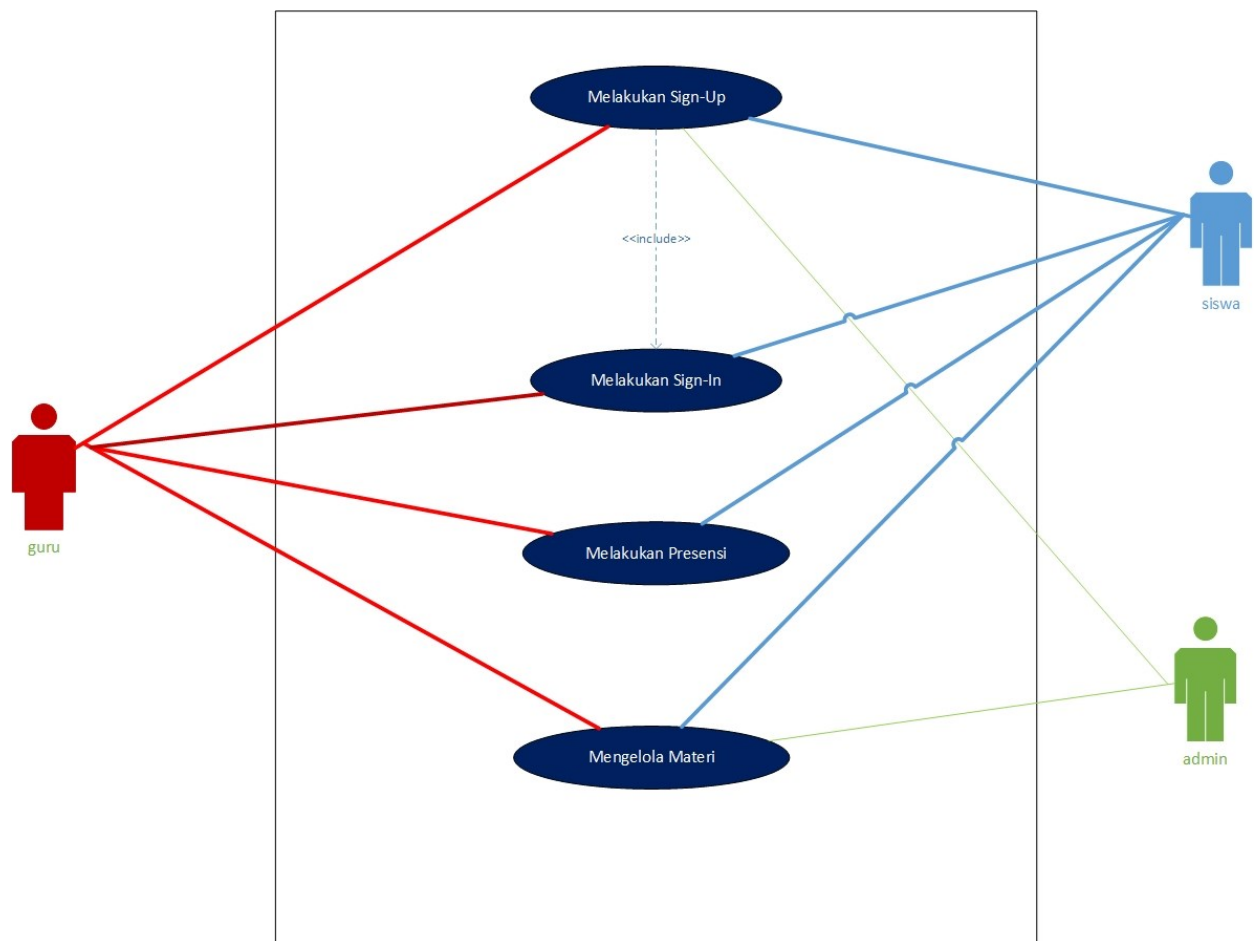 Melakukan Sign-Up
<<include>>
siswa
Melakukan Sign-In
guru
Melakukan Presensi
Mengelola Materi
admin